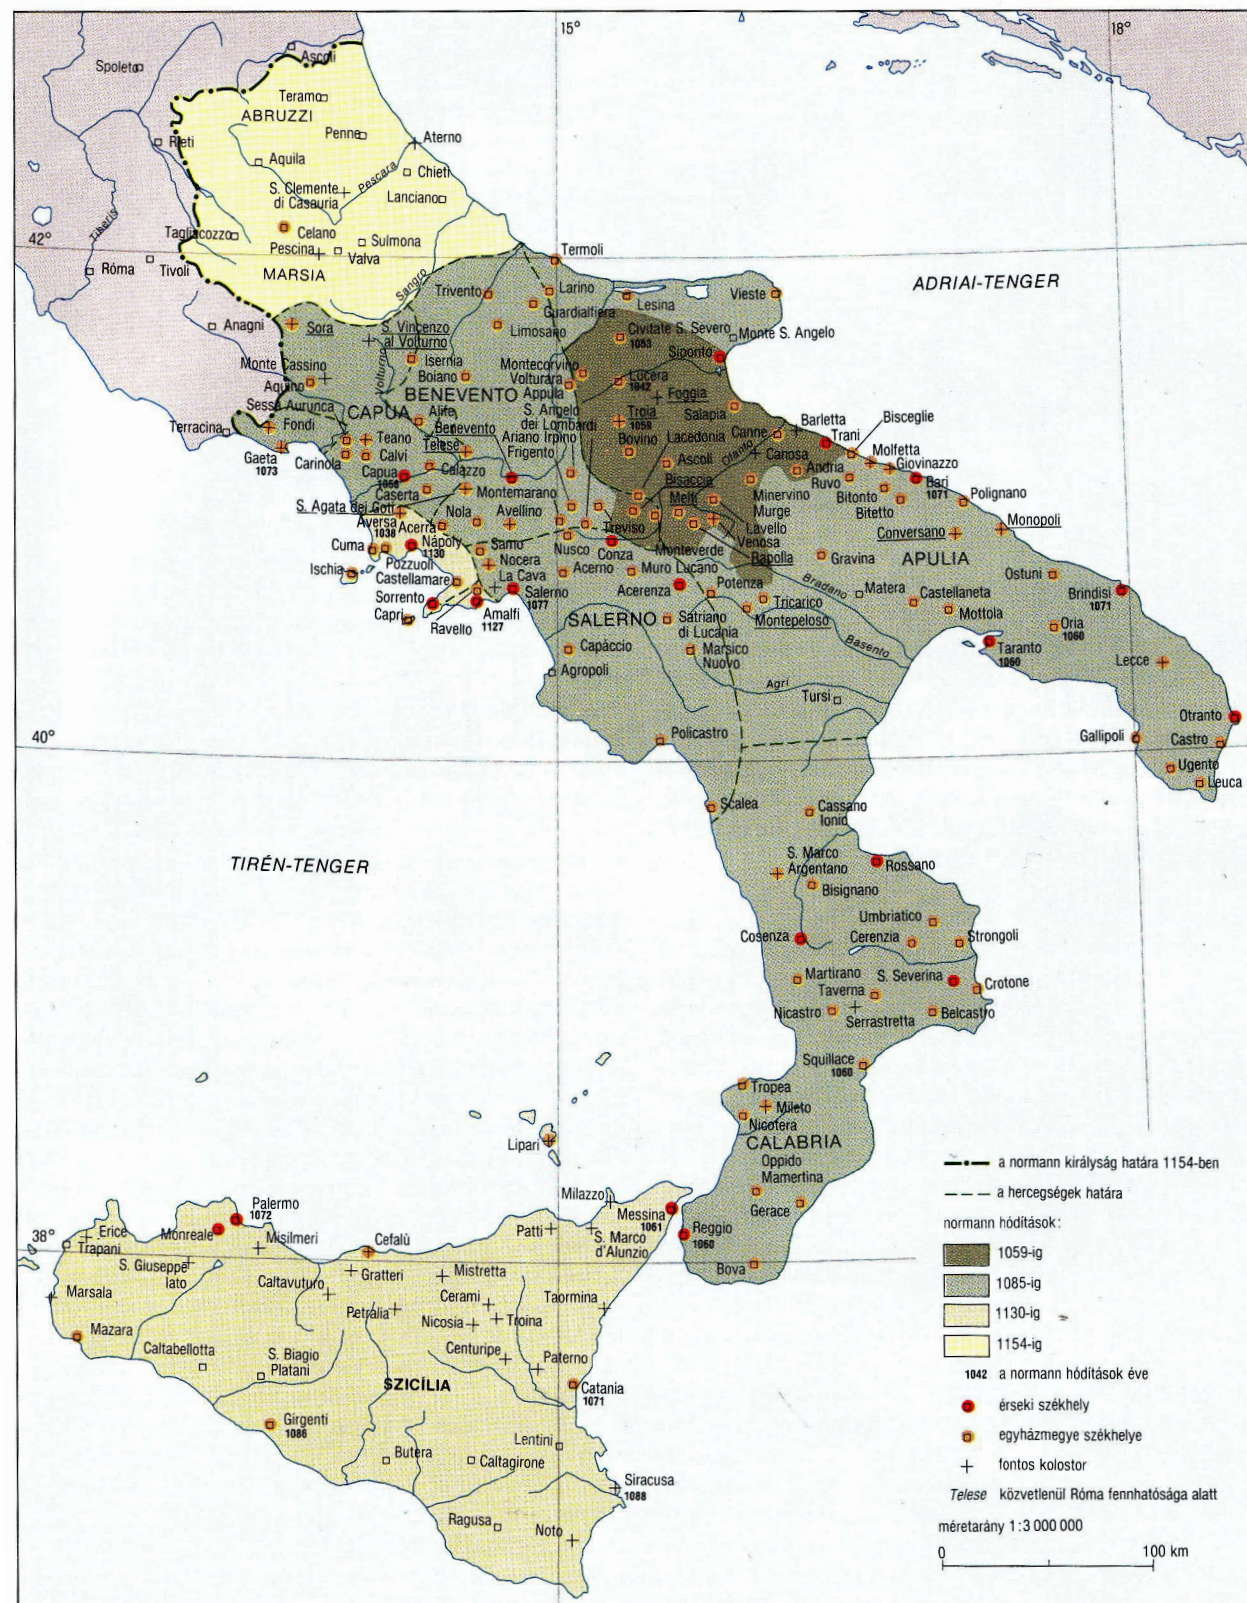 15°
18°
Ascoli
Spoleto
Teramo
ABRUZZI
Penne
Aterno
Rieti
Aquila
Chieti
Pescara
S. Clemente
di Casauria
Lanciano
Tiberis
Celano
Tagliacozzo
Sulmona
Pescina
Valva
42°
Róma
Tivoli
MARSIA
Termoli
ADRIAI-TENGER
Sangro
Trivento
Larino
Lesina
Vieste
Guardialfiera
Anagni
Sora
S. Vincenzo
al Volturno
Limosano
Civitate
1053
S. Severo
Monte S. Angelo
Volturno
Isernia
Boiano
Montecorvino
Volturara
Appula
Siponto
Monte Cassino
Aquino
Lucera
1042
Foggia
BENEVENTO
Sessa Aurunca
CAPUA
Alife
S. Angelo
dei Lombardi
Troia
1059
Salapia
Barletta
Bisceglie
Terracina
Fondi
Benevento
Telese
Ariano Irpino
Frigento
Bovino
Lacedonia
Canne
Trani
Molfetta
Giovinazzo
Gaeta
1073
Teano
Calvi
Carinola
Ofanto
Canosa
Andria
Ruvo
Ascoli
Bisaccia
Capua
1058
Calazzo
Bari
1071
Caserta
Montemarano
Melfi
Minervino
Murge
Bitonto
Bitetto
Polignano
S. Agata dei Goti
Aversa
1038
Acerra
Nola
Avellino
Treviso
Lavello
Venosa
Conversano
Monopoli
Cuma
Nápoly
1130
Pozzuoli
Sarno
Nocera
Nusco
Conza
Monteverde
Rapolla
Gravina
APULIA
Ischia
Castellamare
La Cava
Acerno
Muro Lucano
Bradano
Ostuni
Sorrento
Salerno
1077
Acerenza
Potenza
Matera
Castellaneta
Brindisi
1071
Capri
Ravello
Amalfi
1127
Tricarico
Montepeloso
Mottola
Oria
1060
SALERNO
Satriano
di Lucania
Basento
Taranto
1060
Lecce
Capàccio
Marsico
Nuovo
Agropoli
Agri
Tursi
Otranto
40°
Policastro
Gallipoli
Castro
Ugento
Leuca
Scalea
Cassano
Ionio
TIRÉN-TENGER
S. Marco
Argentano
Rossano
Bisignano
Umbriatico
Cosenza
Cerenzia
Strongoli
Martirano
S. Severina
Crotone
Taverna
Nicastro
Serrastretta
Belcastro
Squillace
1060
Tropea
Mileto
Nicotera
Lipari
CALABRIA
Oppido
Mamertina
Gerace
Milazzo
Messina
1061
Reggio
1060
Bova
Palermo
1072
Monreale
Erice
Trapani
38°
Misilmeri
Cefalù
Patti
S. Marco
d'Alunzio
S. Giuseppe
Iato
Gratteri
Mistretta
Marsala
Caltavuturo
Cerami
Taormina
Petrália
Nicosia
Troina
Mazara
Caltabellotta
S. Biagio
Platani
Centuripe
Paterno
SZICÍLIA
Catania
1071
Girgenti
1086
Butera
Lentini
Caltagirone
Siracusa
1088
Ragusa
Noto
a normann királyság határa 1154-ben
a hercegségek határa
normann hódítások:
1059-ig
1085-ig
1130-ig
1154-ig
1042 a normann hódítások éve
érseki székhely
egyházmegye székhelye
fontos kolostor
Telese közvetlenül Róma fennhatósága alatt
méretarány 1:3 000 000
0 100 km